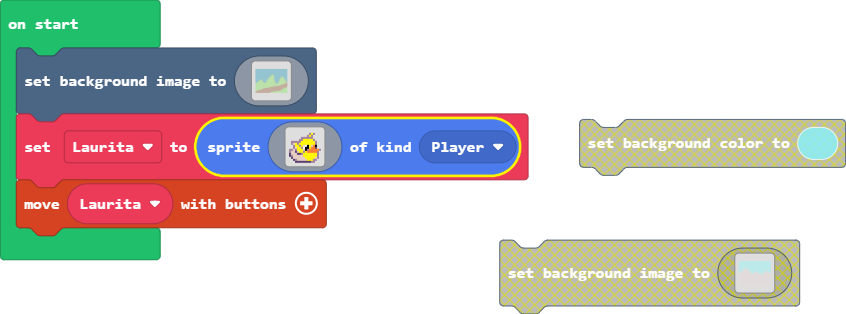 on start
set background image to
set Laurita to sprite of kind Player
set background color to
move Laurita with buttons
set background image to